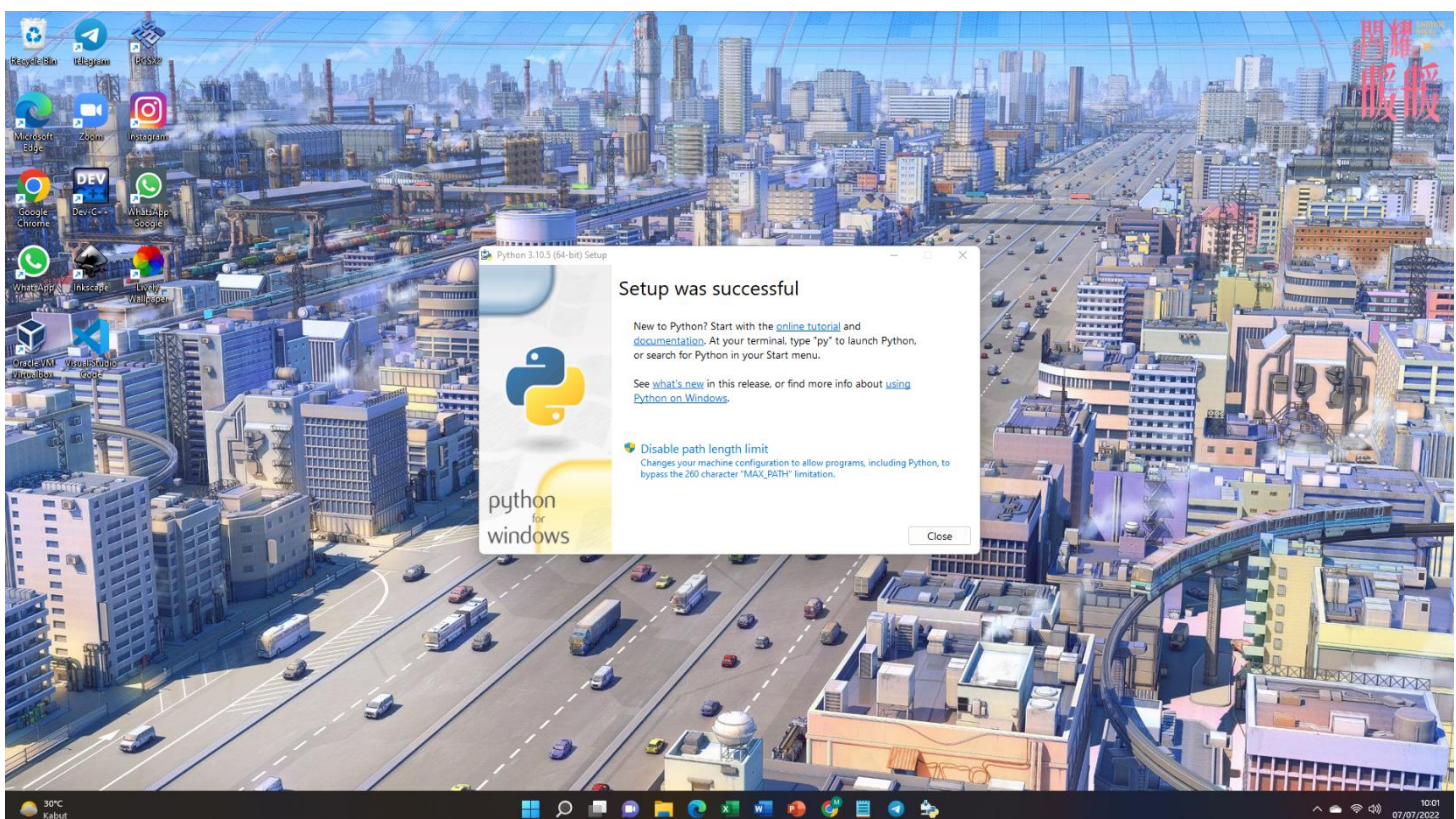 Recycle Bin
Telegram
PCSX2
Microsoft Edge
Zoom
Instagram
Google Chrome
DEV
C++
Dev-C++
WhatsApp Google
WhatsApp
Inkscape
Lively Wallpaper
Oracle VM VirtualBox
Visual Studio Code
閃耀
暖暖
Python 3.10.5 (64-bit) Setup
Setup was successful
New to Python? Start with the online tutorial and
documentation. At your terminal, type "py" to launch Python,
or search for Python in your Start menu.
See what's new in this release, or find more info about using
Python on Windows.
Disable path length limit
Changes your machine configuration to allow programs, including Python, to
bypass the 260 character "MAX_PATH" limitation.
python
for
windows
Close
30°C
Kabut
10:01
07/07/2022